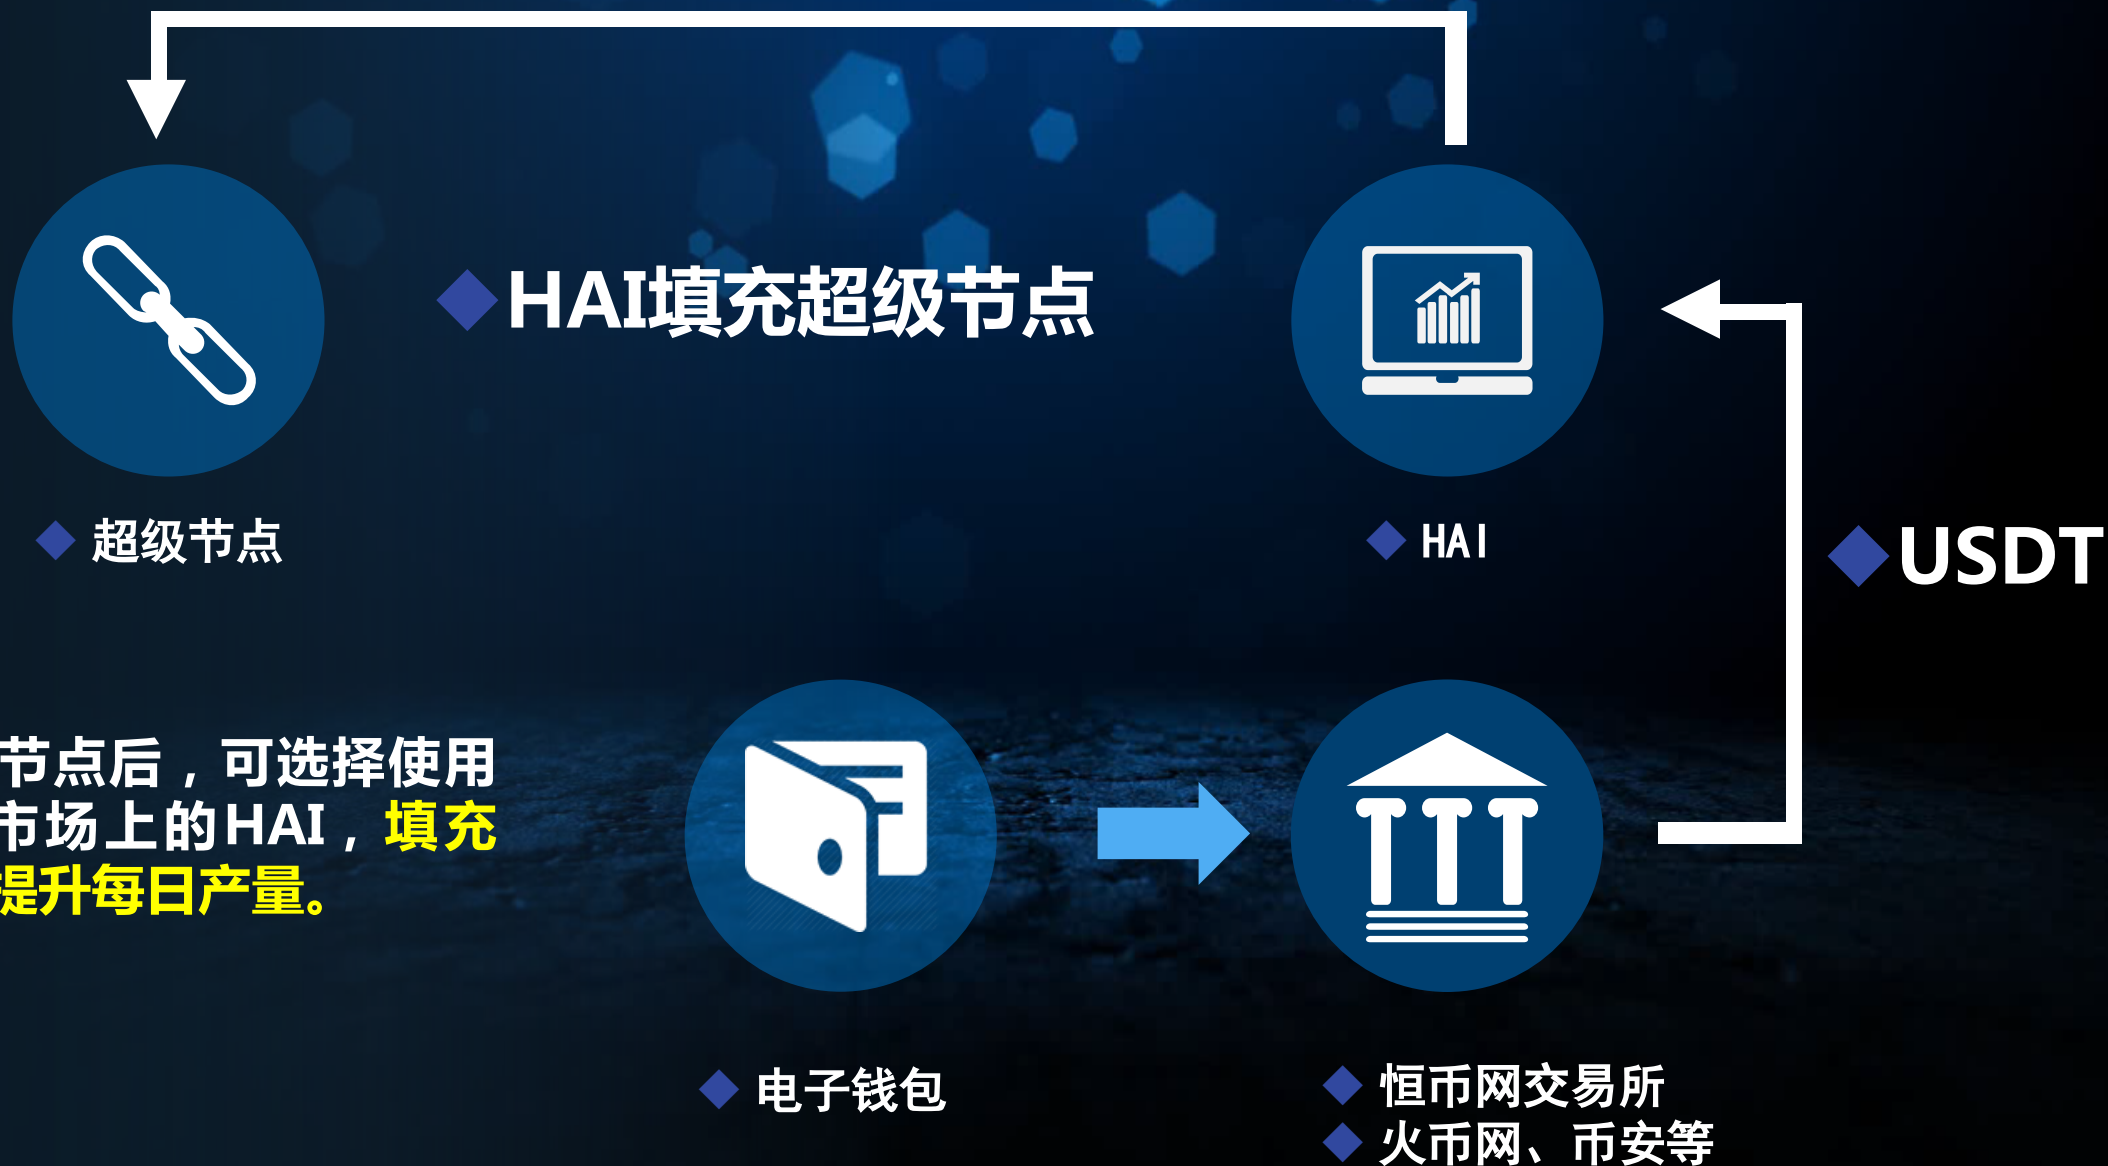 HAI填充超级节点
超级节点
HAI
USDT
节点后，可选择使用
市场上的HAI，填充
提升每日产量。
电子钱包
恒币网交易所
火币网、币安等